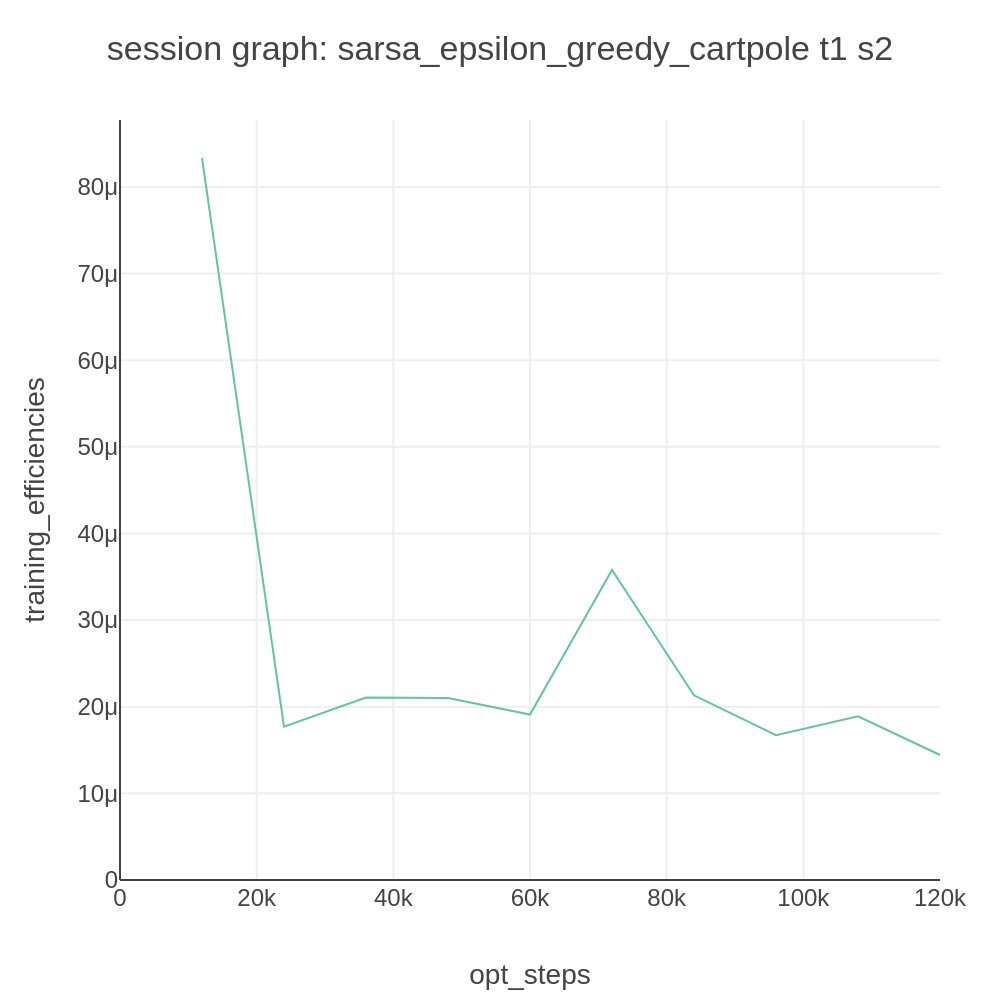 session graph: sarsa_epsilon_greedy_cartpole t1 s2
training_efficiencies
80μ
70μ
60μ
50μ
40μ
30μ
20μ
10μ
0
0 20k 40k 60k 80k 100k 120k
opt_steps